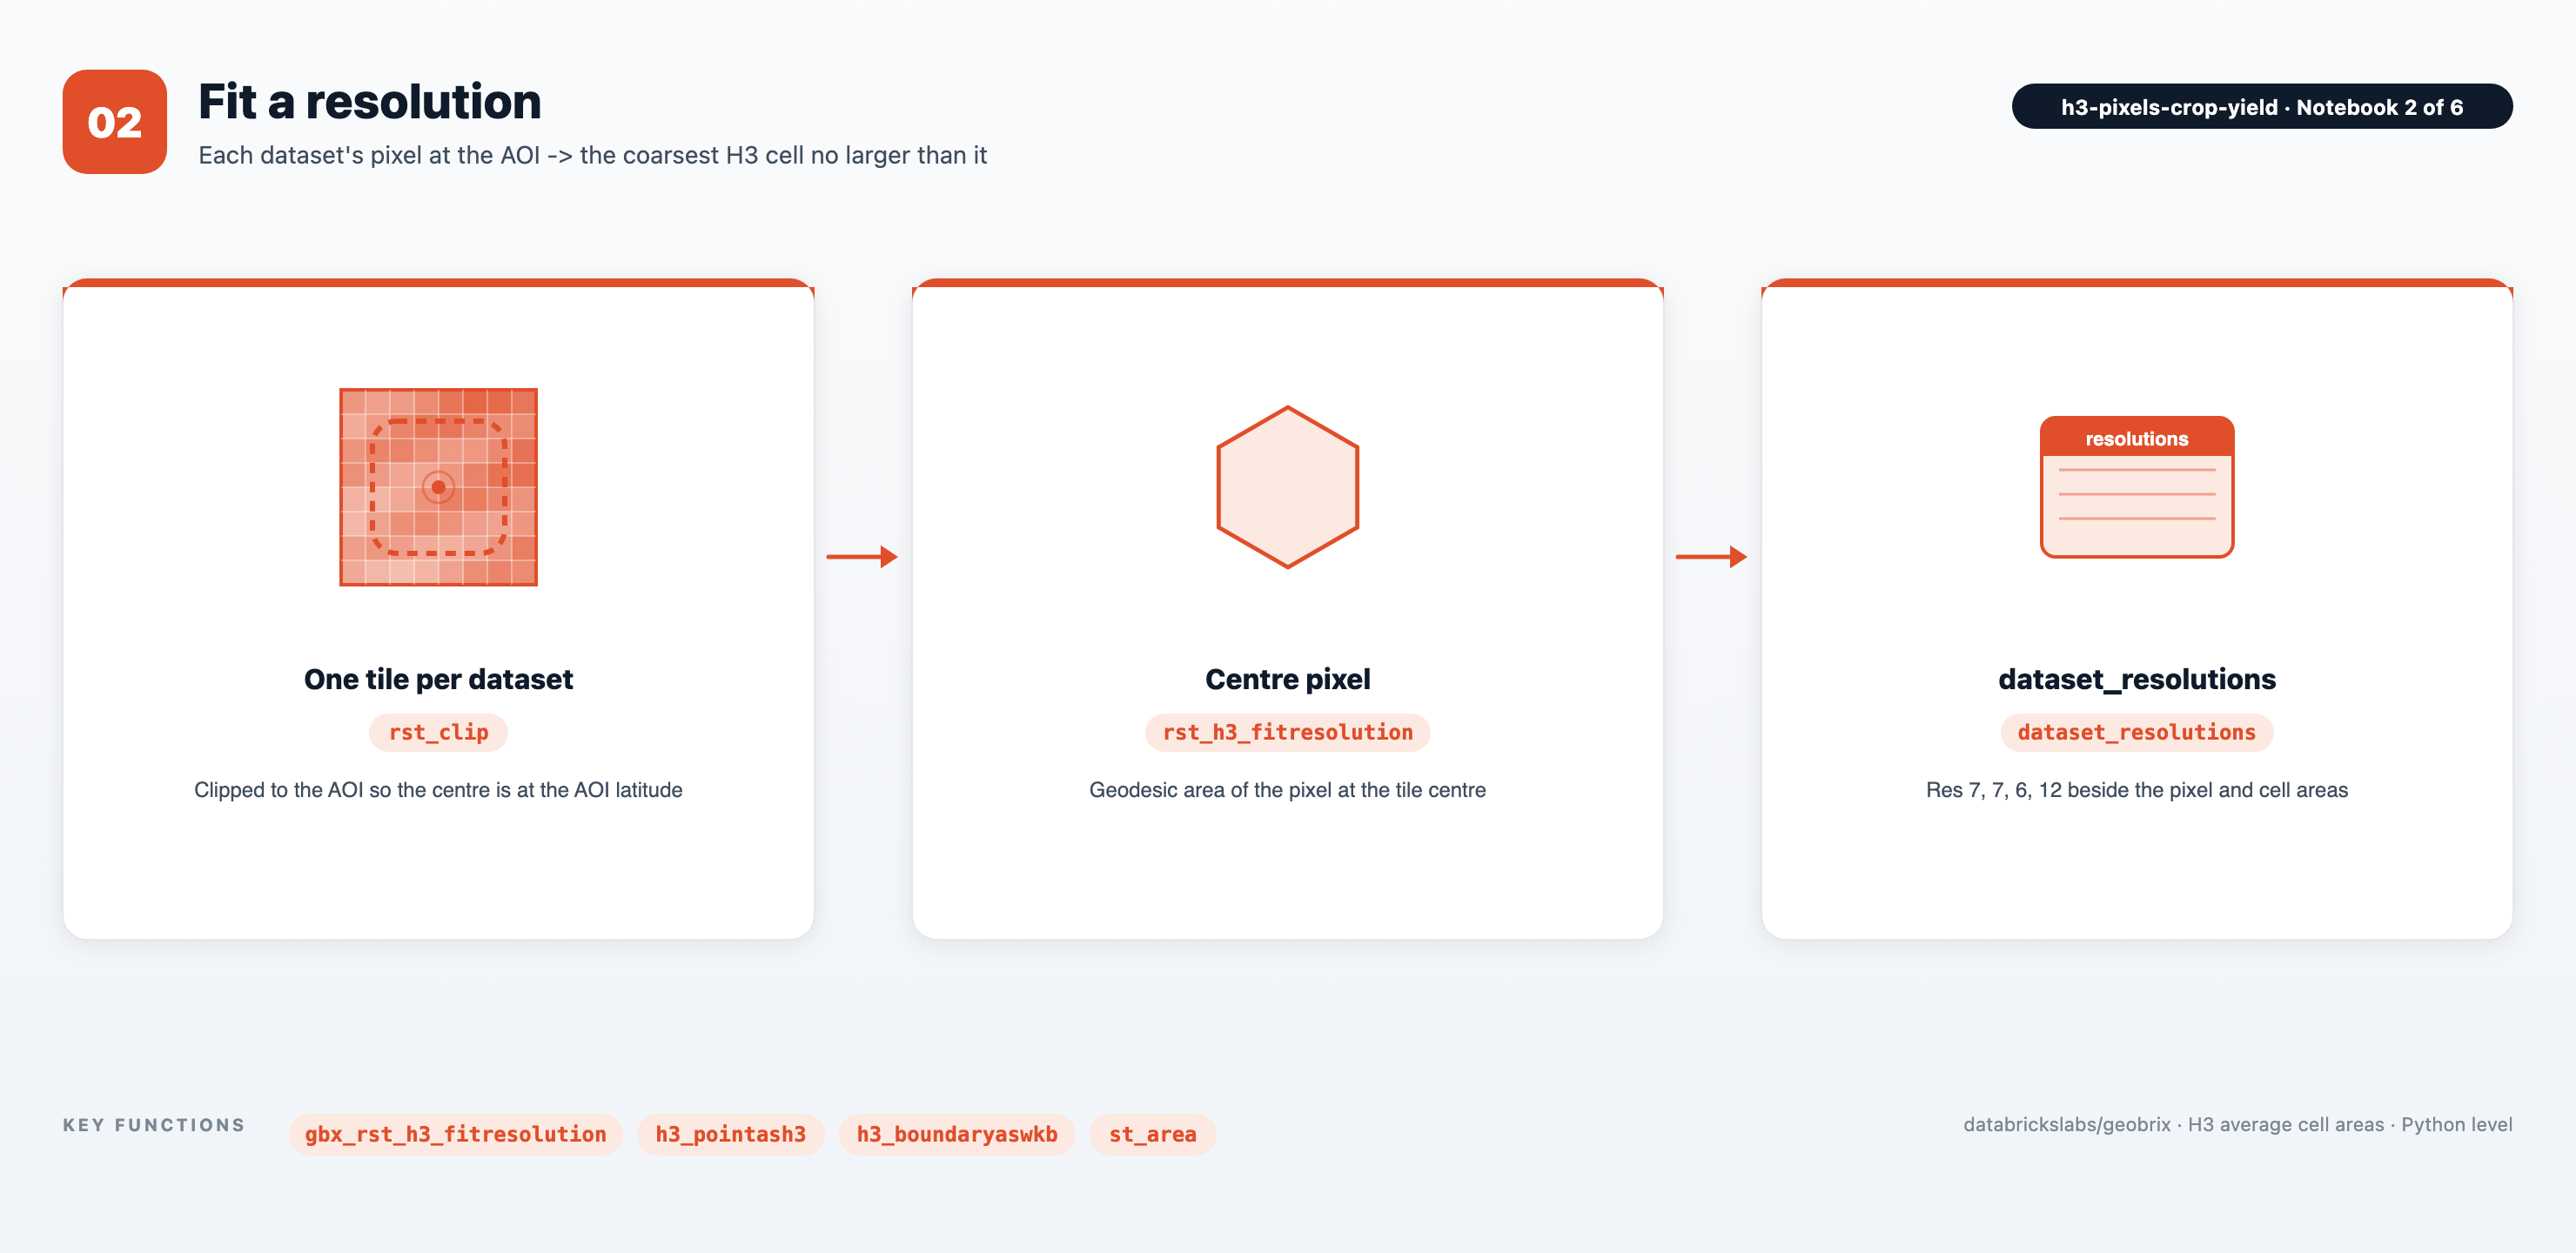 02
Fit a resolution
Each dataset's pixel at the AOI -> the coarsest H3 cell no larger than it
h3-pixels-crop-yield · Notebook 2 of 6
One tile per dataset
rst_clip
Clipped to the AOI so the centre is at the AOI latitude
Centre pixel
rst_h3_fitresolution
Geodesic area of the pixel at the tile centre
resolutions
dataset_resolutions
dataset_resolutions
Res 7, 7, 6, 12 beside the pixel and cell areas
KEY FUNCTIONS
gbx_rst_h3_fitresolution
h3_pointash3
h3_boundaryaswkb
st_area
databrickslabs/geobrix · H3 average cell areas · Python level